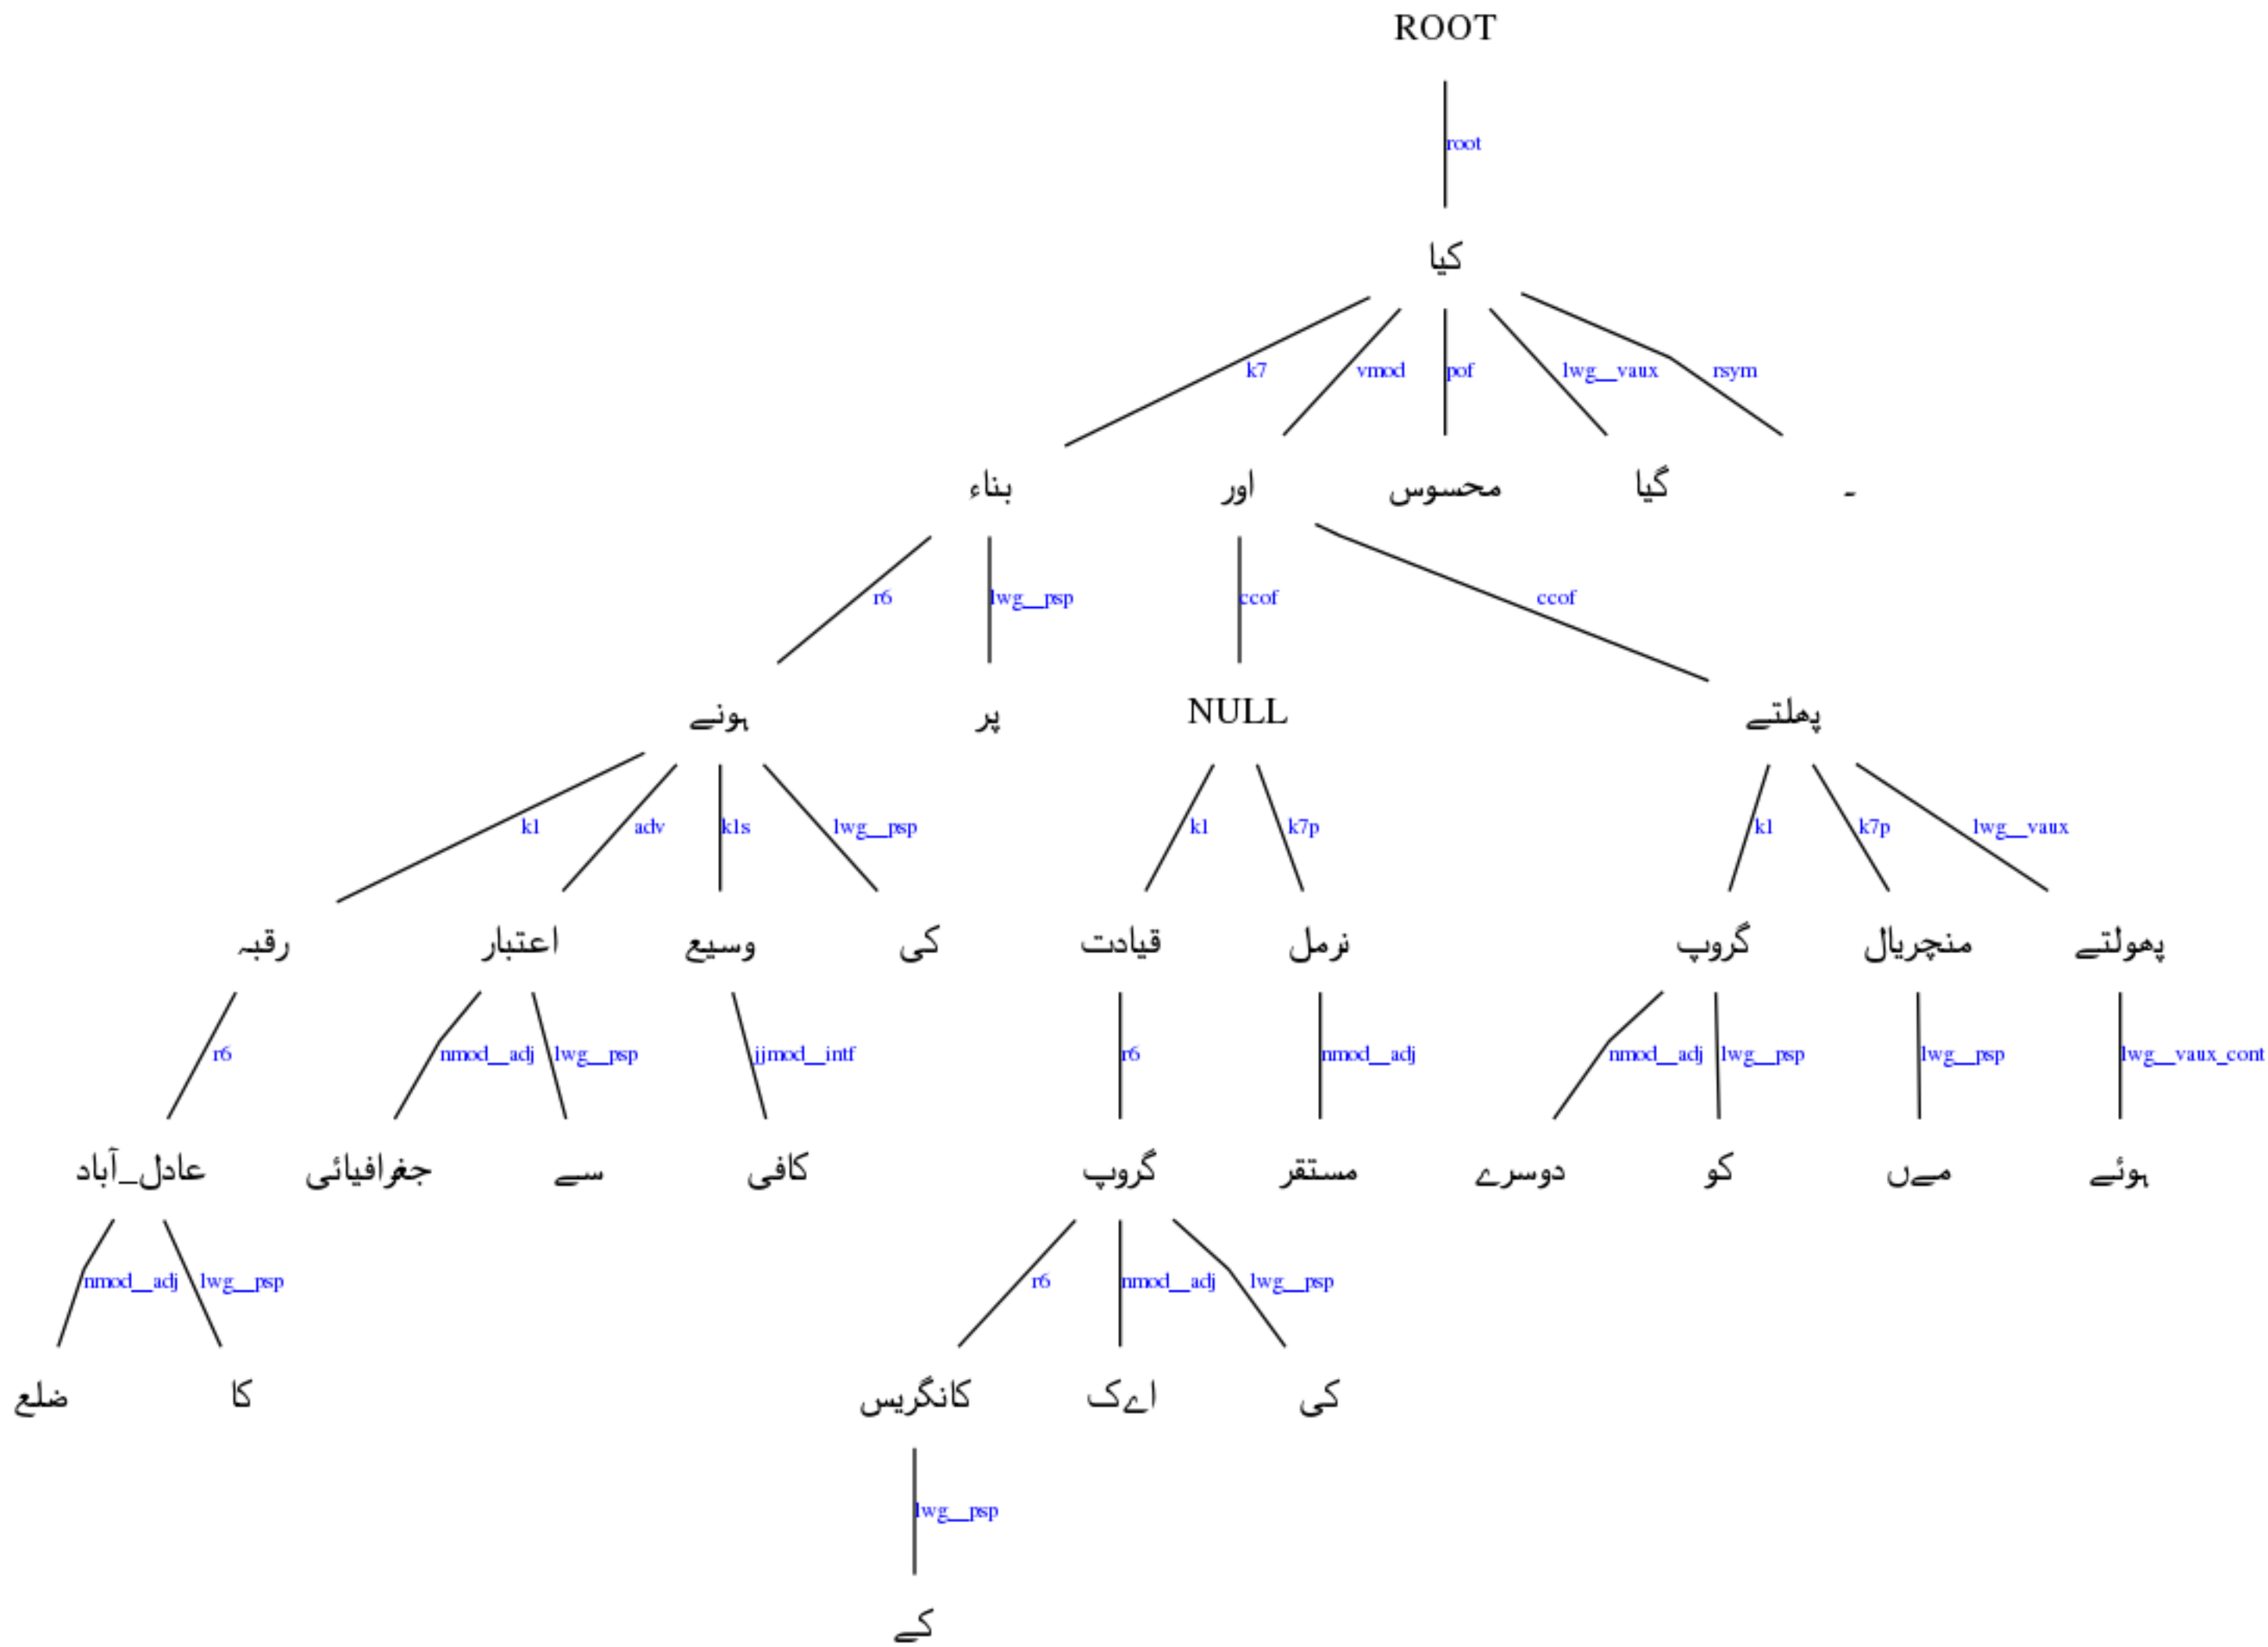 ROOT
root
کیا
k7 vmod pof lwg__vaux rsym
بناء اور محسوس گیا ۔
r6 lwg__psp ccof ccof
ہونے پر NULL پھلتے
k1 adv k1s lwg__psp k1 k7p k1 k7p lwg__vaux
رقبہ اعتبار وسیع کی قیادت نرمل گروپ منچریال پھولتے
r6 nmod__adj lwg__psp jjmod__intf r6 nmod__adj nmod__adj lwg__psp lwg__psp lwg__vaux_cont
عادل_آباد جغرافیائی سے کافی گروپ مستقر دوسرے کو مےں ہوئے
nmod__adj lwg__psp r6 nmod__adj lwg__psp
ضلع کا کانگریس اےک کی
lwg__psp
کے